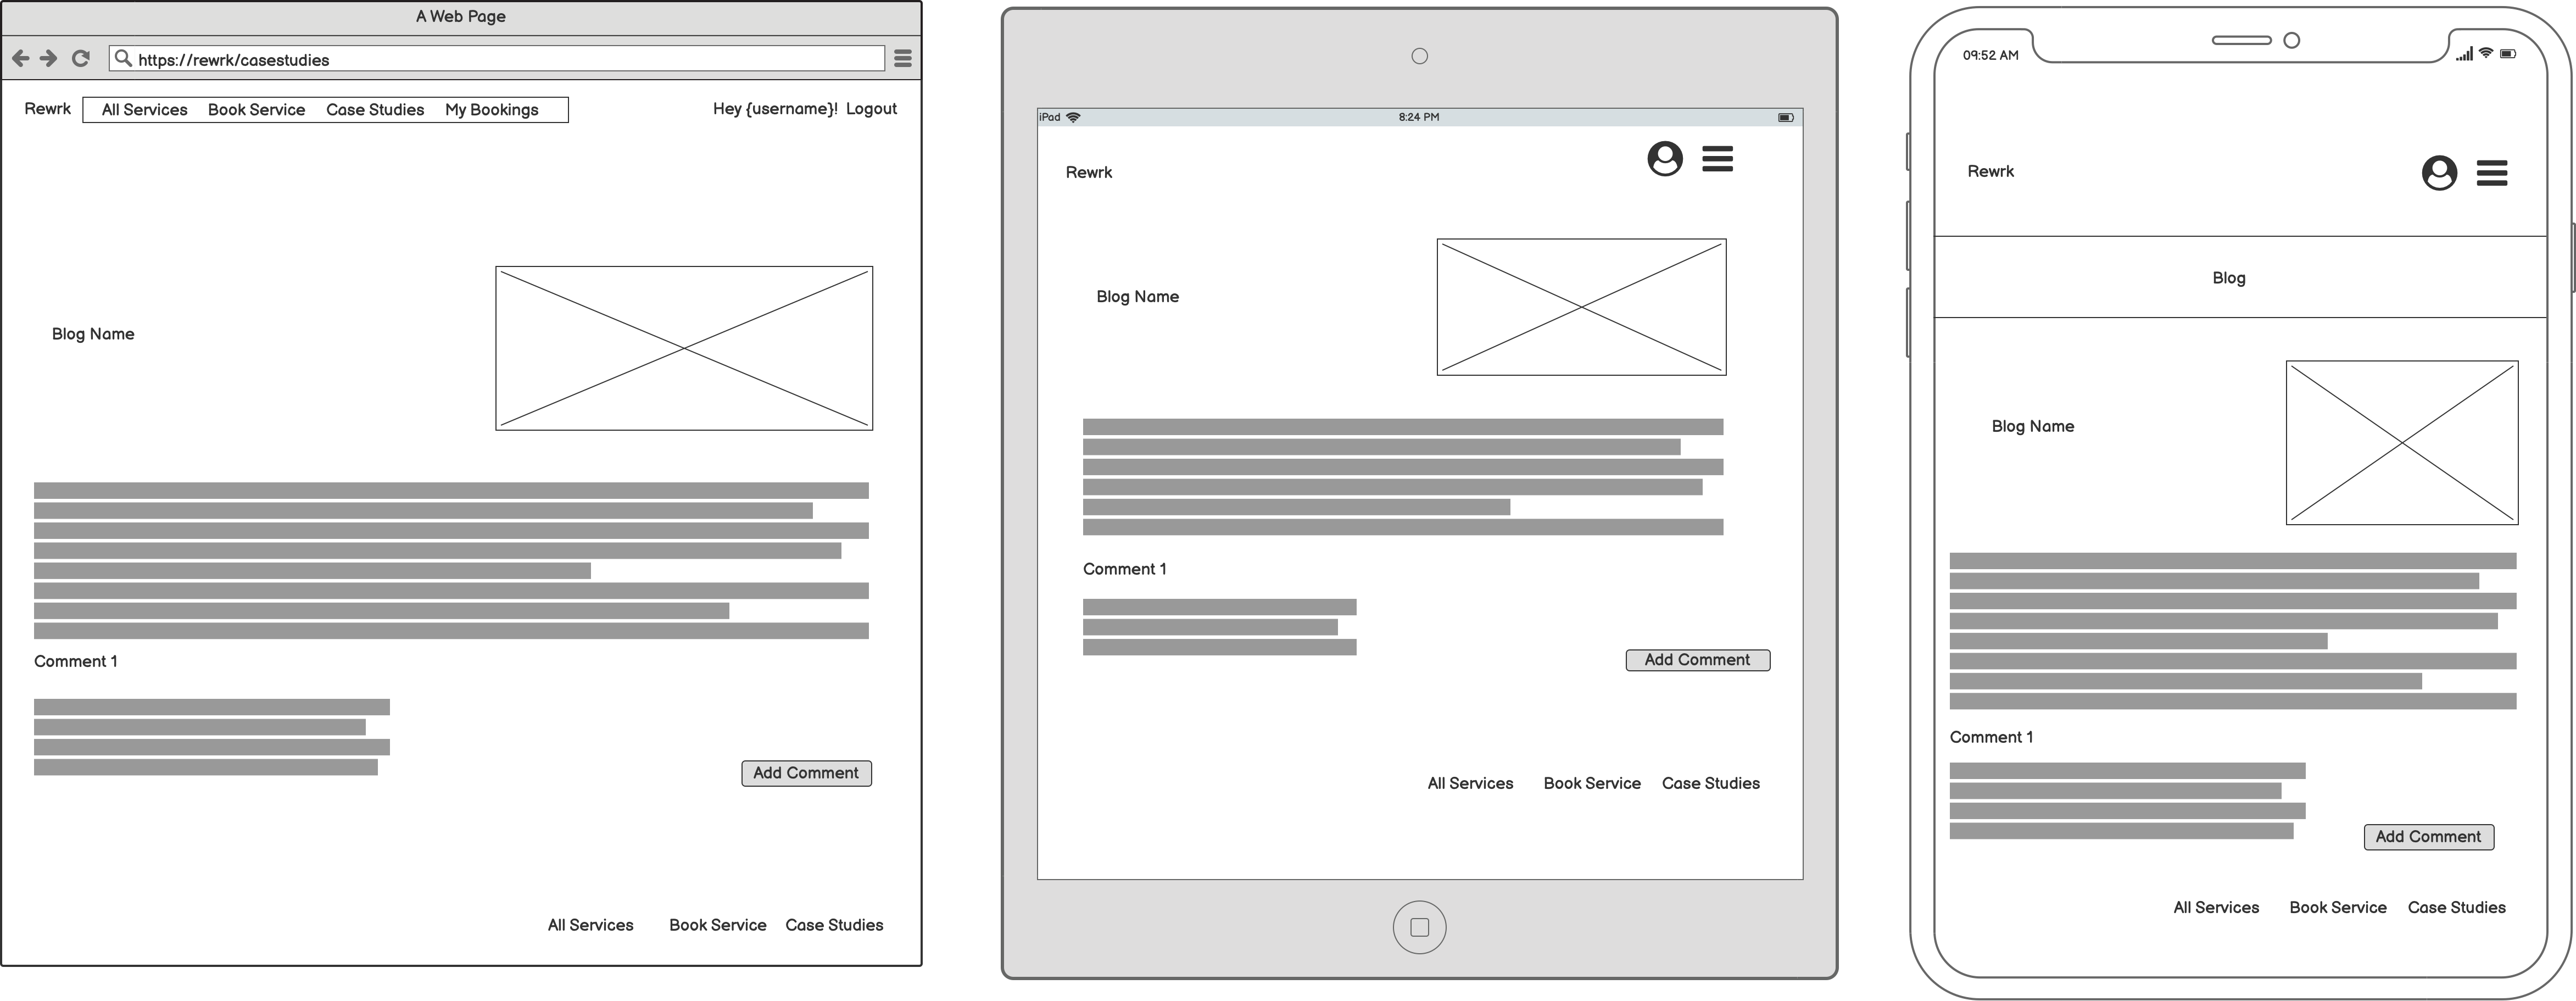 A Web Page
https://rewrk/casestudies
Rewrk All Services Book Service Case Studies My Bookings Hey {username}! Logout
Blog Name
Comment 1
Add Comment
All Services Book Service Case Studies
iPad 8:24 PM
Rewrk
Blog Name
Comment 1
Add Comment
All Services Book Service Case Studies
09:52 AM
Rewrk
Blog
Blog Name
Comment 1
Add Comment
All Services Book Service Case Studies